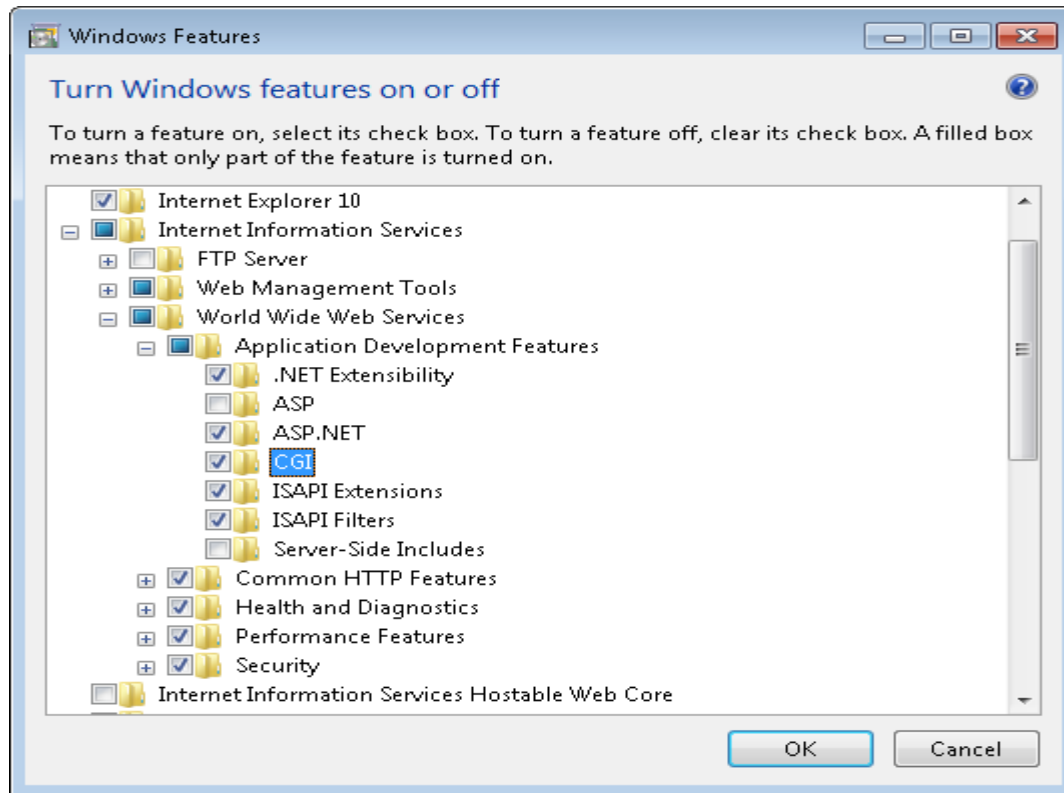 Windows Features
Turn Windows features on or off
To turn a feature on, select its check box. To turn a feature off, clear its check box. A filled box
means that only part of the feature is turned on.
Internet Explorer 10
Internet Information Services
FTP Server
Web Management Tools
World Wide Web Services
Application Development Features
.NET Extensibility
ASP
ASP.NET
CGI
ISAPI Extensions
ISAPI Filters
Server-Side Includes
Common HTTP Features
Health and Diagnostics
Performance Features
Security
Internet Information Services Hostable Web Core
OK Cancel